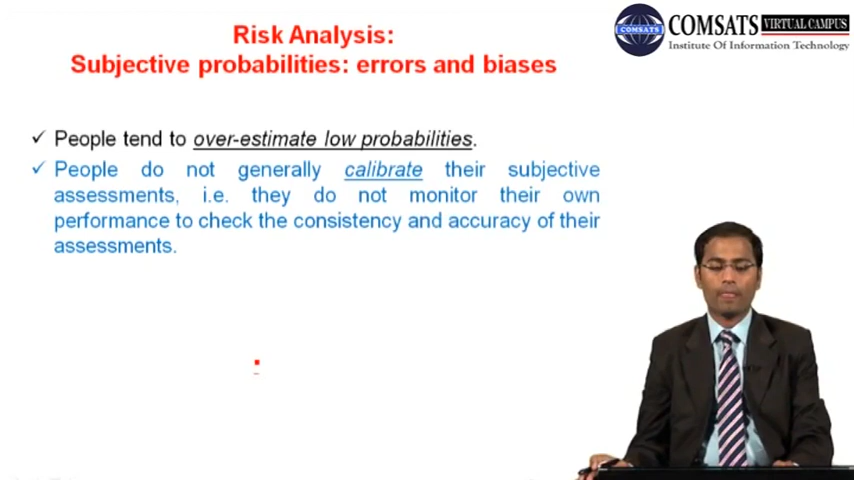 Risk Analysis:
Subjective probabilities: errors and biases
COMSATS
COMSATS VIRTUAL CAMPUS
Institute Of Information Technology
✓ People tend to over-estimate low probabilities.
✓ People do not generally calibrate their subjective
assessments, i.e. they do not monitor their own
performance to check the consistency and accuracy of their
assessments.